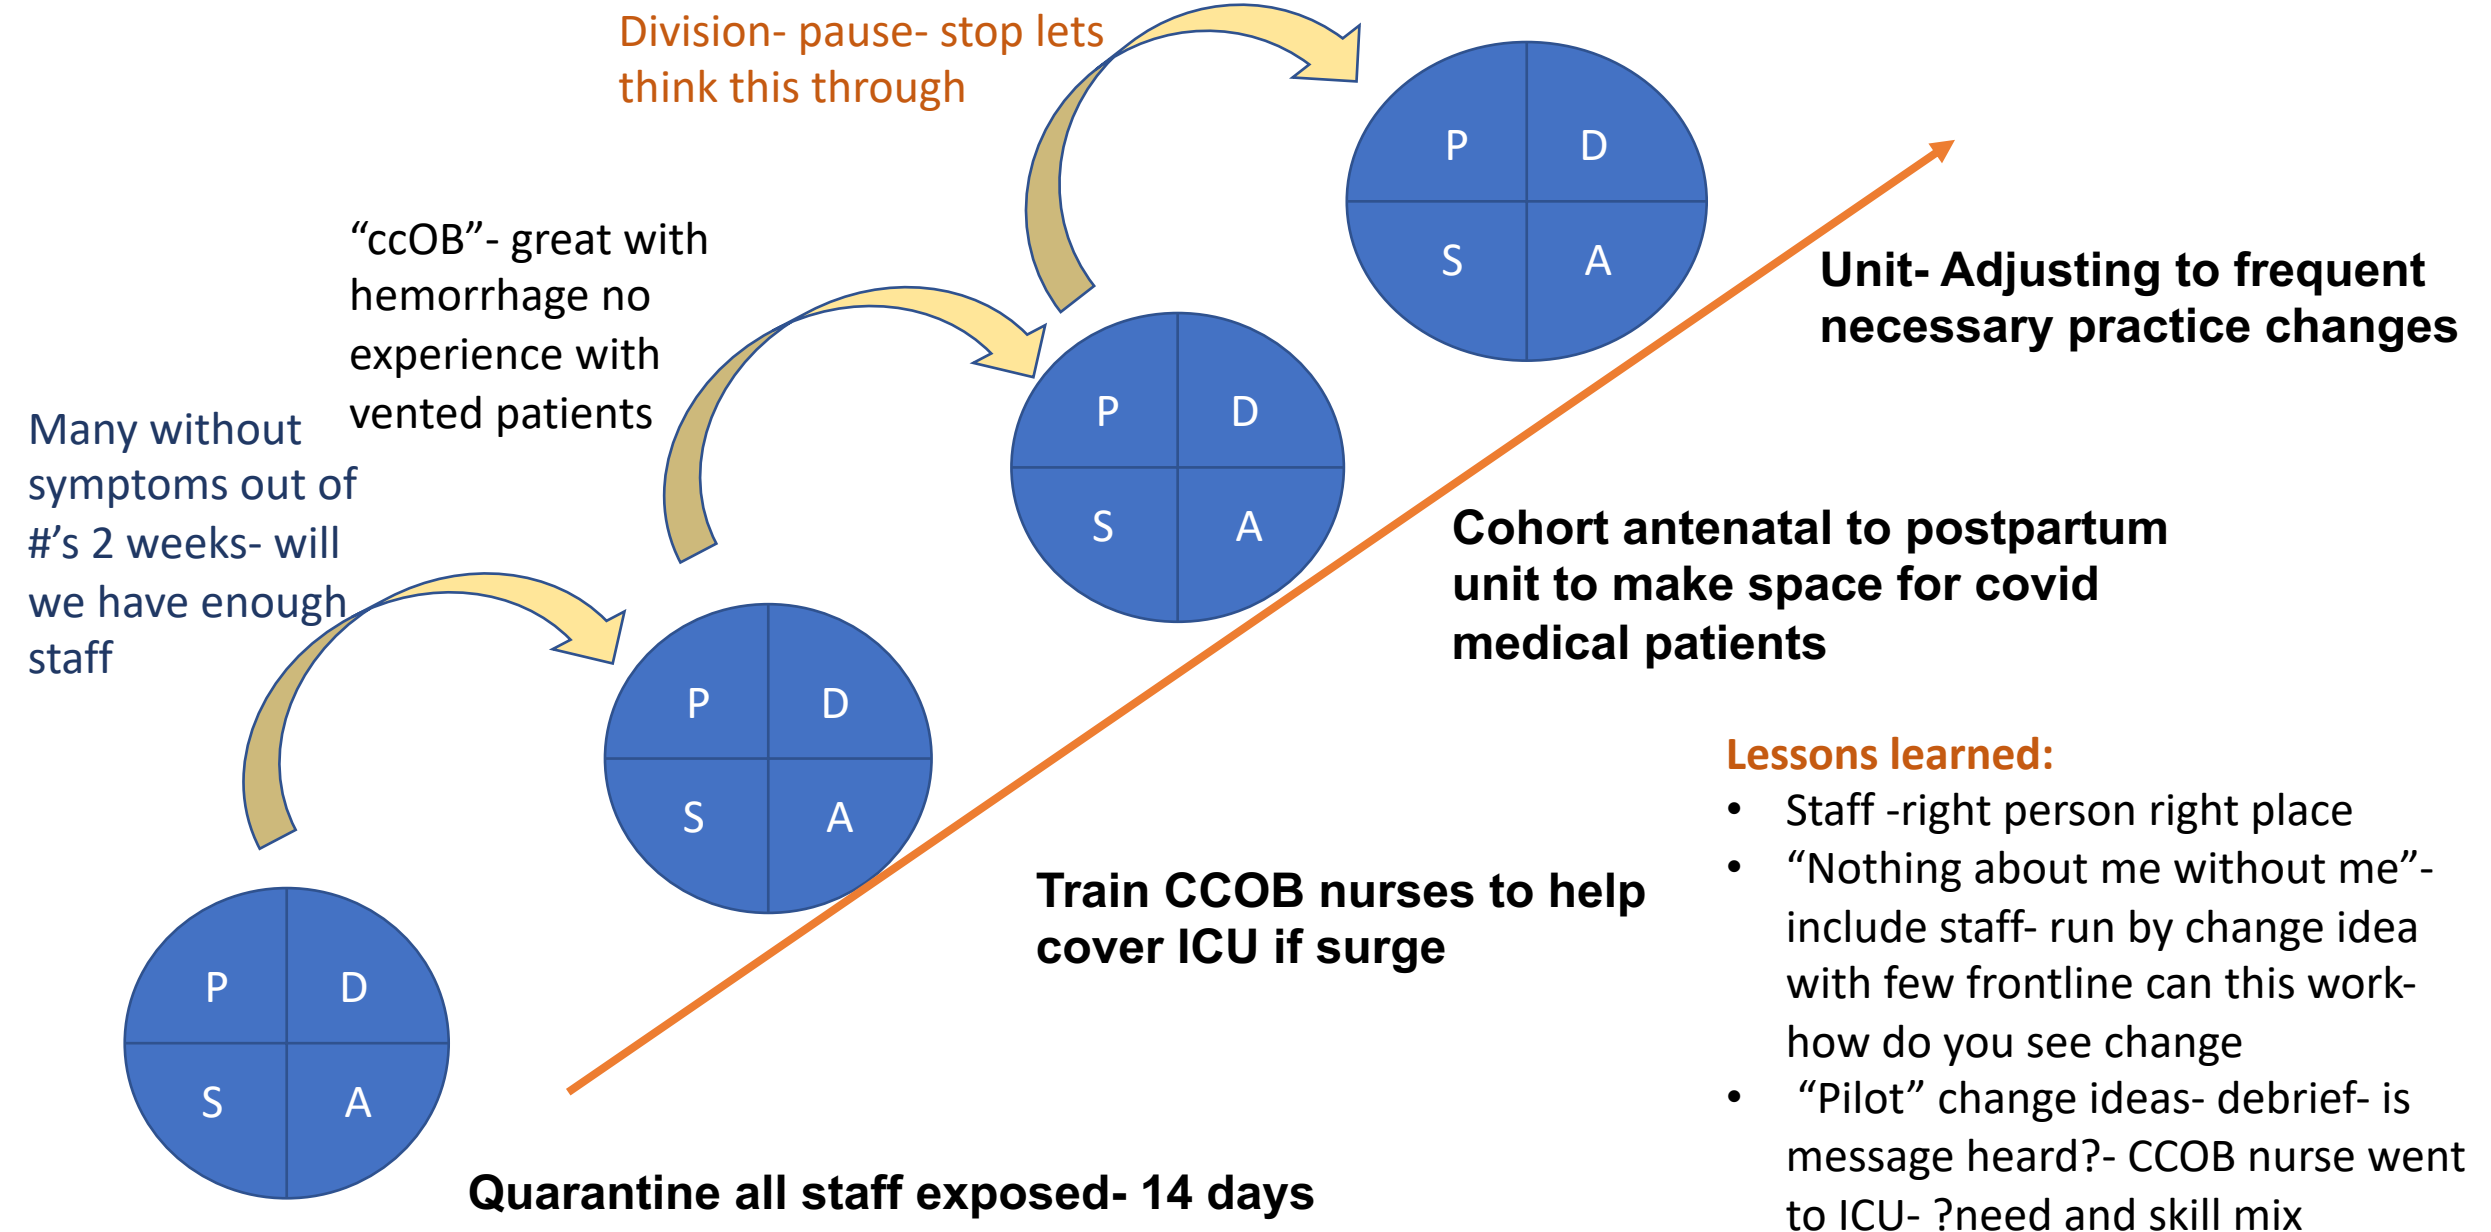 Division- pause- stop lets
think this through
P D
S A
“ccOB”- great with
hemorrhage no
experience with
vented patients
Unit- Adjusting to frequent
necessary practice changes
P D
S A
Many without
symptoms out of
#'s 2 weeks- will
we have enough
staff
Cohort antenatal to postpartum
unit to make space for covid
medical patients
P D
S A
Train CCOB nurses to help
cover ICU if surge
P D
S A
Quarantine all staff exposed- 14 days
Lessons learned:
• Staff -right person right place
• “Nothing about me without me”-
include staff- run by change idea
with few frontline can this work-
how do you see change
• “Pilot” change ideas- debrief- is
message heard?- CCOB nurse went
to ICU- ?need and skill mix